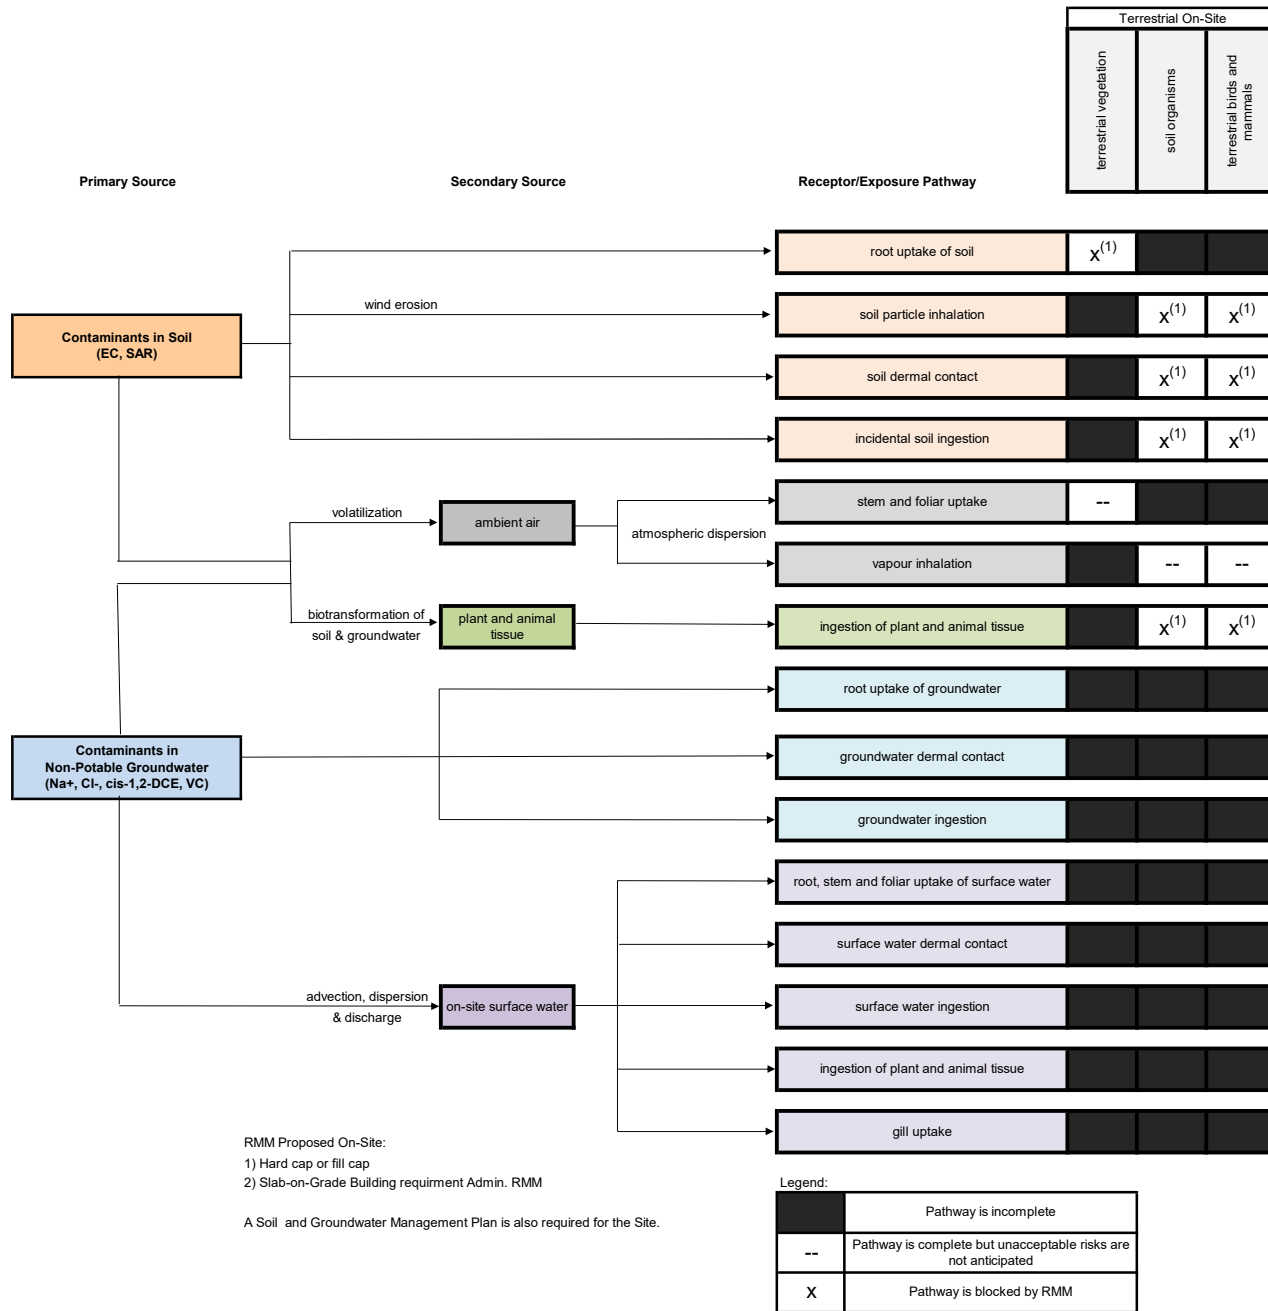 Terrestrial On-Site
terrestrial vegetation
soil organisms
terrestrial birds and
mammals
Primary Source
Secondary Source
Receptor/Exposure Pathway
root uptake of soil
x(1)
wind erosion
soil particle inhalation
x(1)
x(1)
Contaminants in Soil
(EC, SAR)
soil dermal contact
x(1)
x(1)
incidental soil ingestion
x(1)
x(1)
stem and foliar uptake
--
volatilization
ambient air
atmospheric dispersion
vapour inhalation
--
--
biotransformation of
soil & groundwater
plant and animal
tissue
ingestion of plant and animal tissue
x(1)
x(1)
root uptake of groundwater
Contaminants in
Non-Potable Groundwater
(Na+, Cl-, cis-1,2-DCE, VC)
groundwater dermal contact
groundwater ingestion
root, stem and foliar uptake of surface water
surface water dermal contact
advection, dispersion
& discharge
on-site surface water
surface water ingestion
ingestion of plant and animal tissue
gill uptake
RMM Proposed On-Site:
1) Hard cap or fill cap
2) Slab-on-Grade Building requirment Admin. RMM
A Soil and Groundwater Management Plan is also required for the Site.
Legend:
Pathway is incomplete
--
Pathway is complete but unacceptable risks are
not anticipated
X
Pathway is blocked by RMM